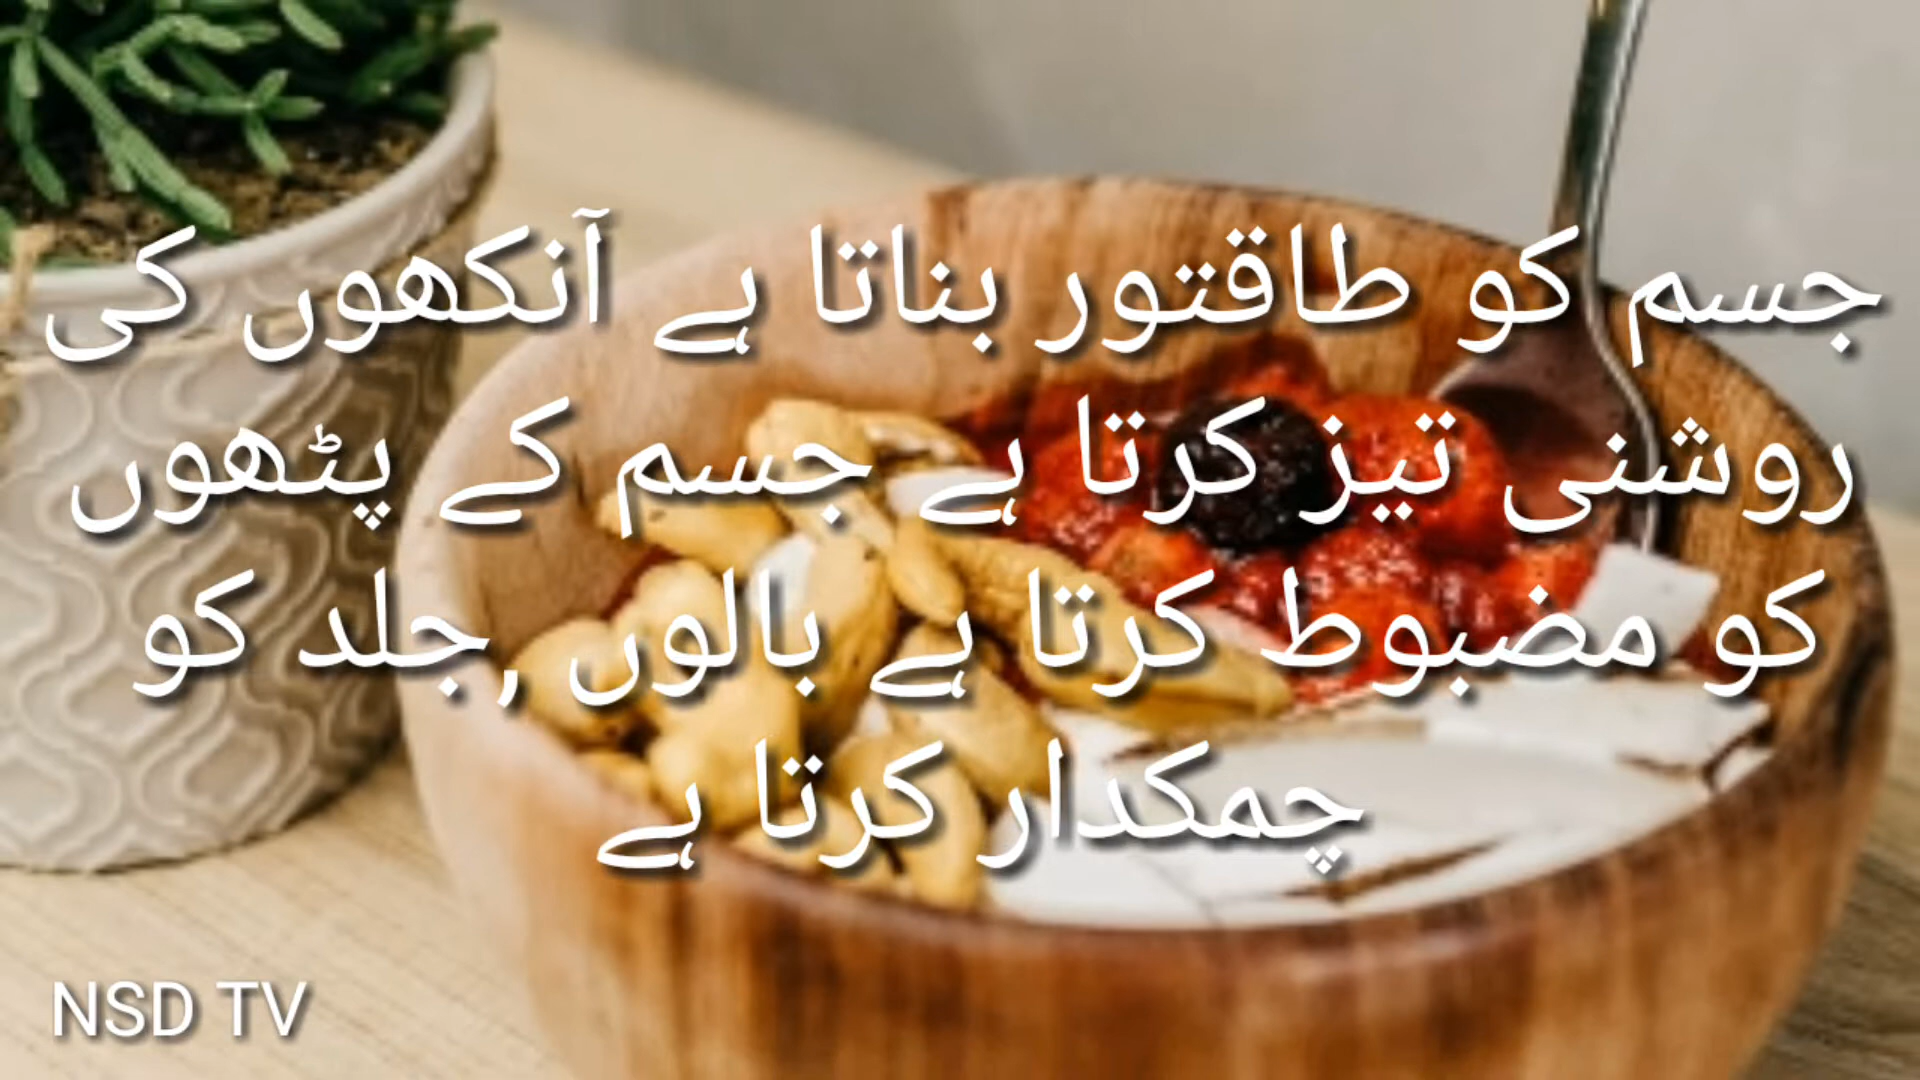 جسم کو طاقتور بناتا ہے آنکھوں کی
روشنی تیز کرتا ہے جسم کے پٹھوں
کو مضبوط کرتا ہے بالوں ,جلد کو
چمکدار کرتا ہے
NSD TV